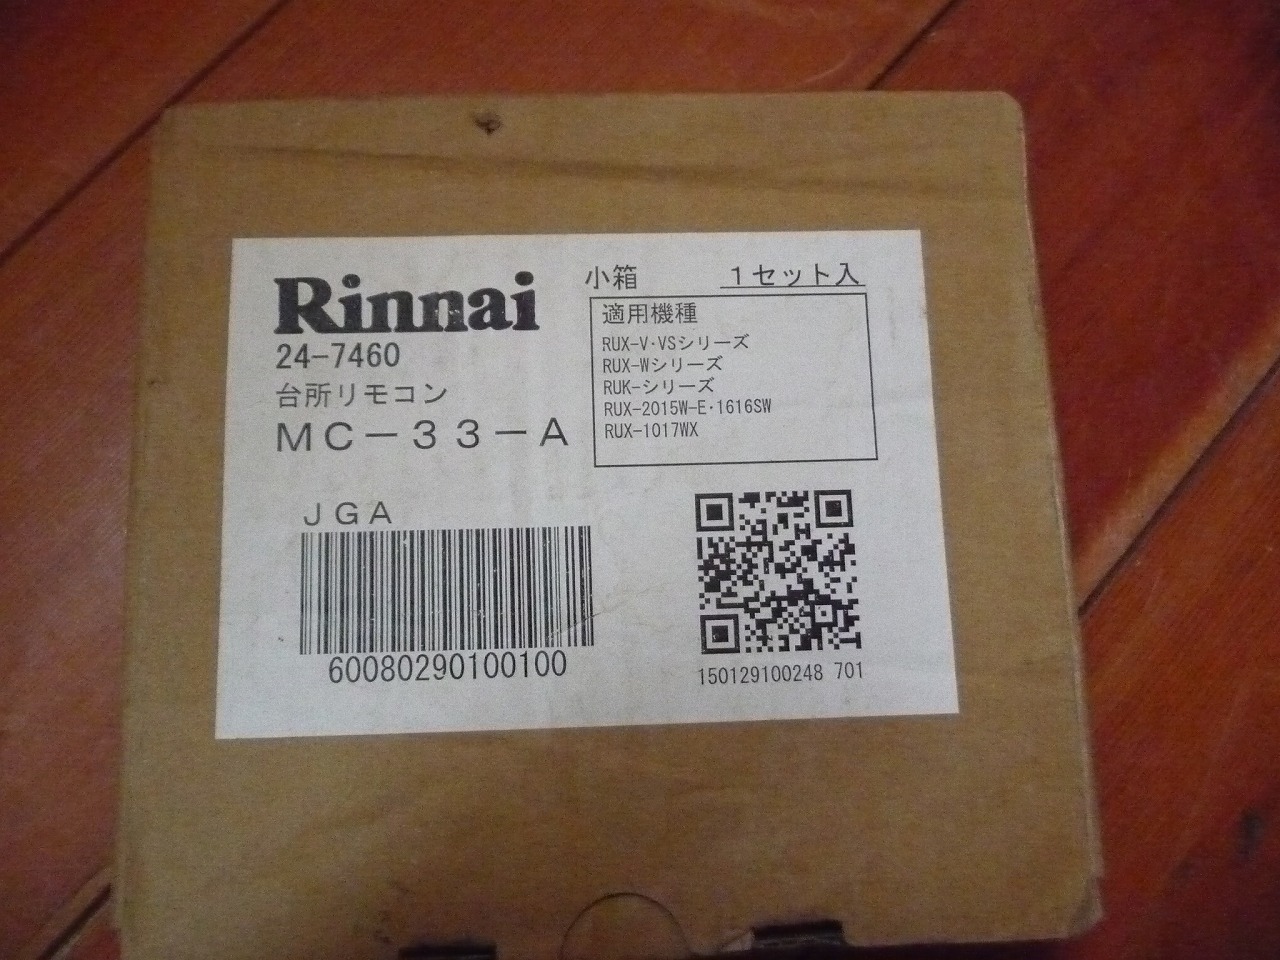 Rinnai
24-7460
台所リモコン
MC-33-A
小箱 1セット入
適用機種
RUX-V・VSシリーズ
RUX-Wシリーズ
RUK-シリーズ
RUX-2015W-E・1616SW
RUX-1017WX
JGA
60080290100100
150129100248 701